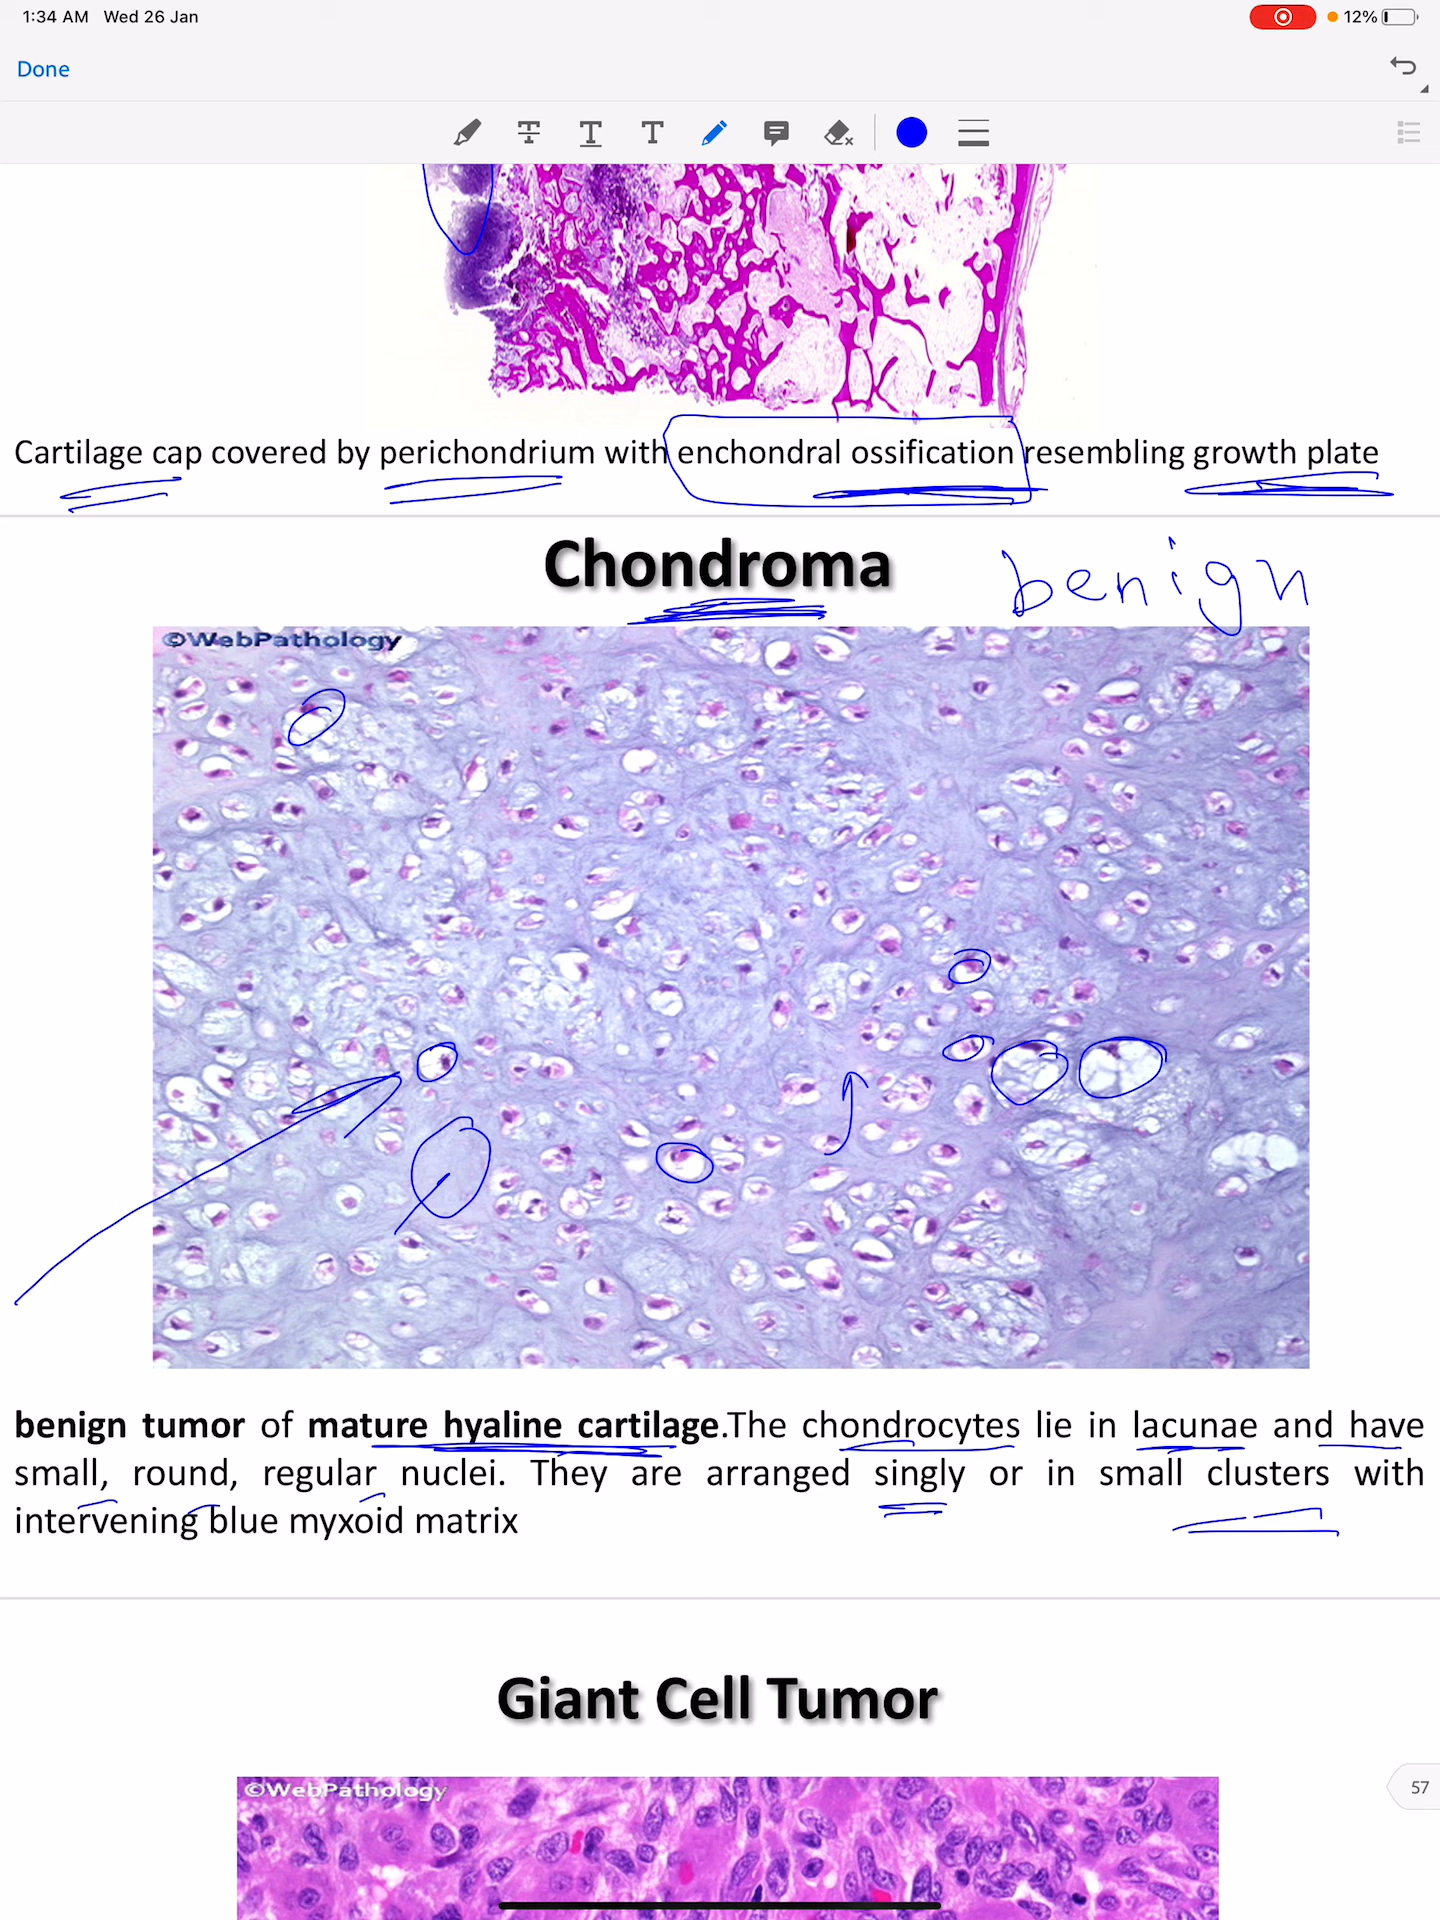 1:34 AM Wed 26 Jan
12%
Done
Cartilage cap covered by perichondrium with enchondral ossification resembling growth plate
Chondroma
benign
©WebPathology
benign tumor of mature hyaline cartilage.The chondrocytes lie in lacunae and have
small, round, regular nuclei. They are arranged singly or in small clusters with
intervening blue myxoid matrix
Giant Cell Tumor
©WebPathology
57